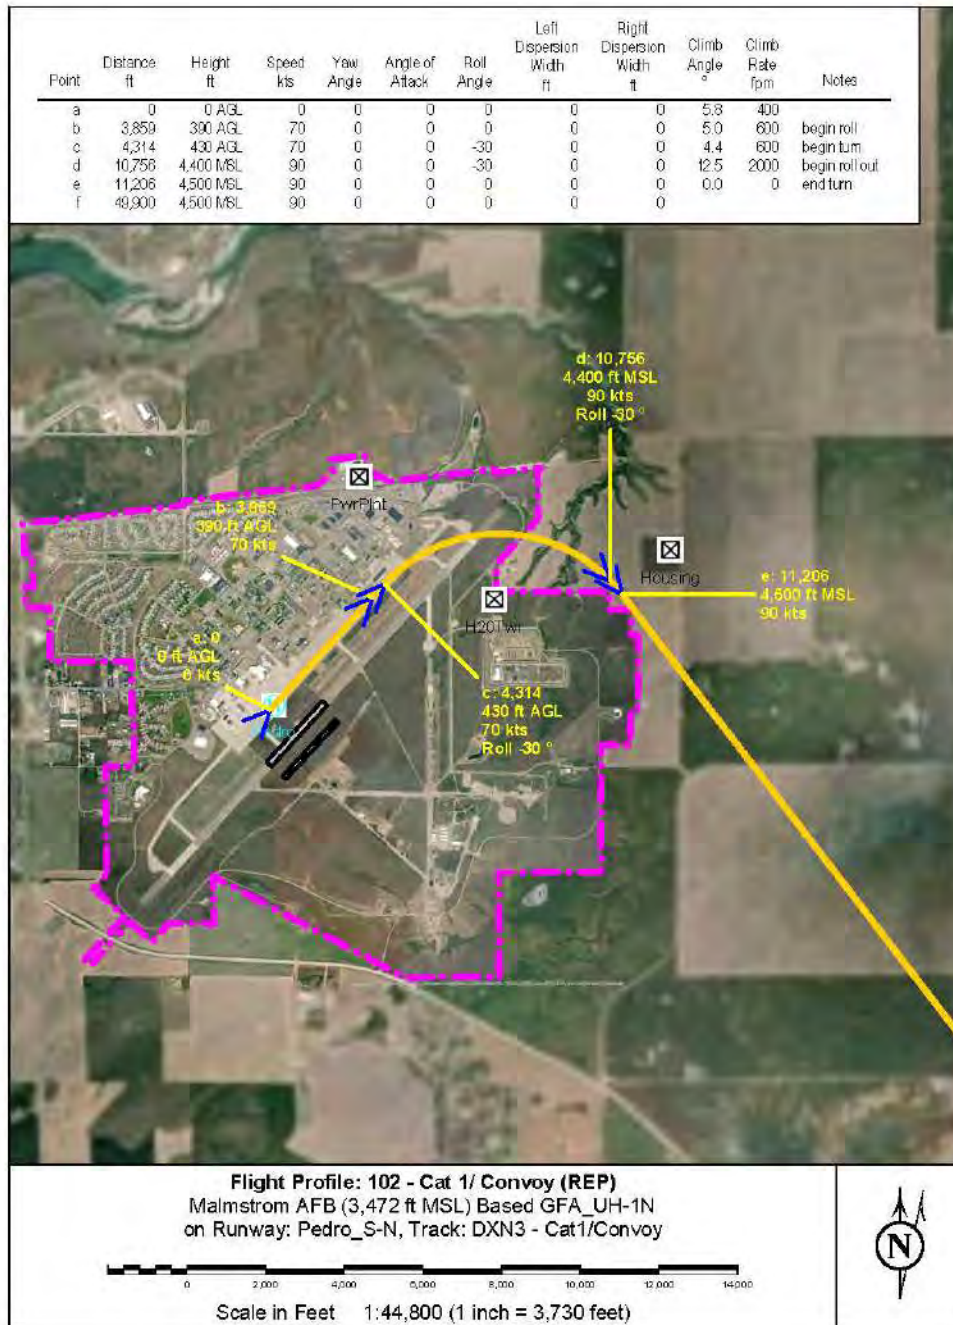 Left Right
Dispersion Dispersion Climb Climb
Distance Height Speed Yaw Angle of Roll Width Width Angle Rate
Point ft ft kts Angle Attack Angle ft ft ° fpm Notes
a 0 0 AGL 0 0 0 0 0 0 5.8 400
b 3,859 390 AGL 70 0 0 0 0 0 5.0 600 begin roll
c 4,314 430 AGL 70 0 0 -30 0 0 4.4 600 begin turn
d 10,756 4,400 MSL 90 0 0 -30 0 0 12.5 2000 begin roll out
e 11,206 4,500 MSL 90 0 0 0 0 0 0.0 0 end turn
f 49,900 4,500 MSL 90 0 0 0 0 0
d: 10,756
4,400 ft MSL
90 kts
Roll -30 °
PwrPlnt
b: 3,859
390 ft AGL
70 kts
Housing
e: 11,206
4,500 ft MSL
90 kts
H20Twr
a: 0
0 ft AGL
0 kts
c: 4,314
430 ft AGL
70 kts
Roll -30 °
Flight Profile: 102 - Cat 1/ Convoy (REP)
Malmstrom AFB (3,472 ft MSL) Based GFA_UH-1N
on Runway: Pedro_S-N, Track: DXN3 - Cat1/Convoy
N
0 2,000 4,000 6,000 8,000 10,000 12,000 14,000
Scale in Feet 1:44,800 (1 inch = 3,730 feet)